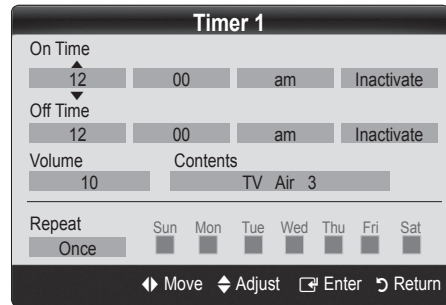 Timer 1
On Time
12 00 am Inactivate
Off Time
12 00 am Inactivate
Volume Contents
10 TV Air 3
Repeat Sun Mon Tue Wed Thu Fri Sat
Once
Move Adjust Enter Return